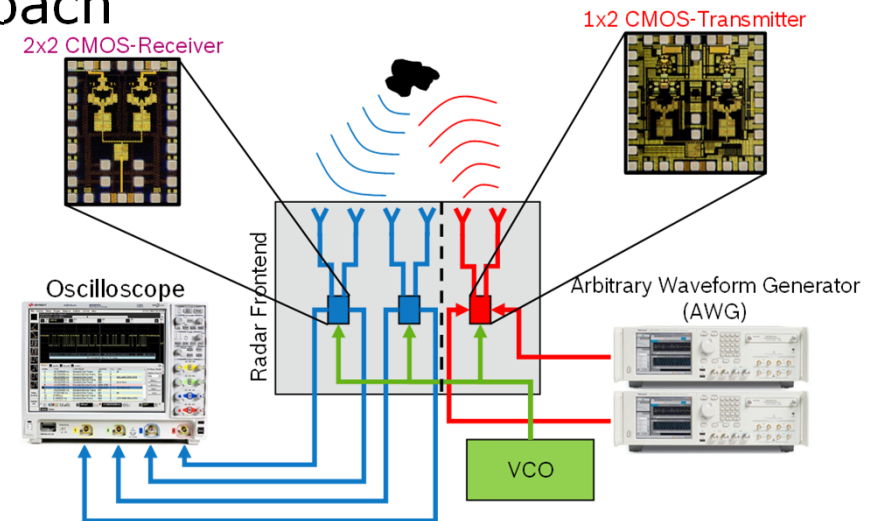 oach
2x2 CMOS-Receiver
1x2 CMOS-Transmitter
Radar Frontend
Oscilloscope
Arbitrary Waveform Generator
(AWG)
VCO